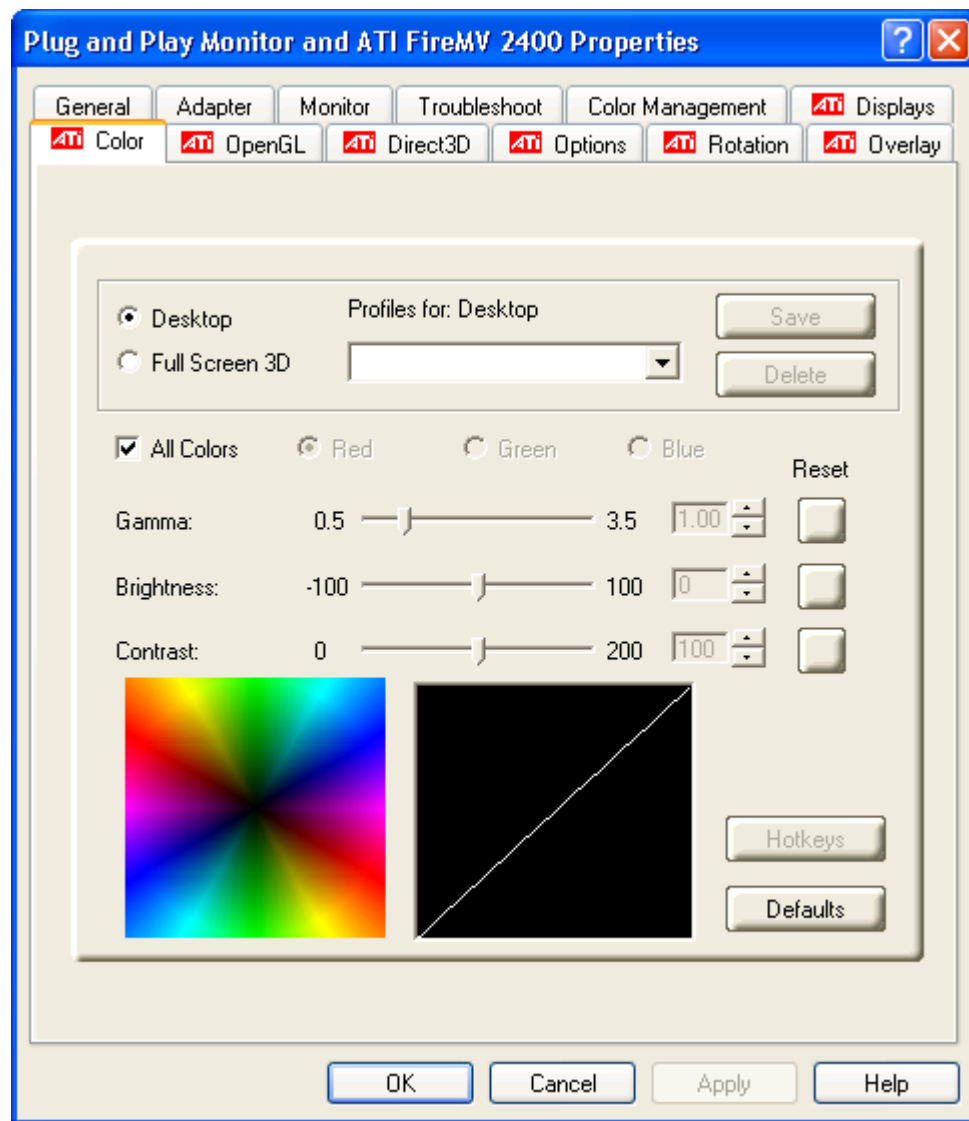 Plug and Play Monitor and ATI FireMV 2400 Properties
General Adapter Monitor Troubleshoot Color Management ATI Displays
ATI Color ATI OpenGL ATI Direct3D ATI Options ATI Rotation ATI Overlay
Desktop Profiles for: Desktop Save
Full Screen 3D Delete
All Colors Red Green Blue
Reset
Gamma: 0.5 3.5 1.00
Brightness: -100 100 0
Contrast: 0 200 100
Hotkeys
Defaults
OK Cancel Apply Help